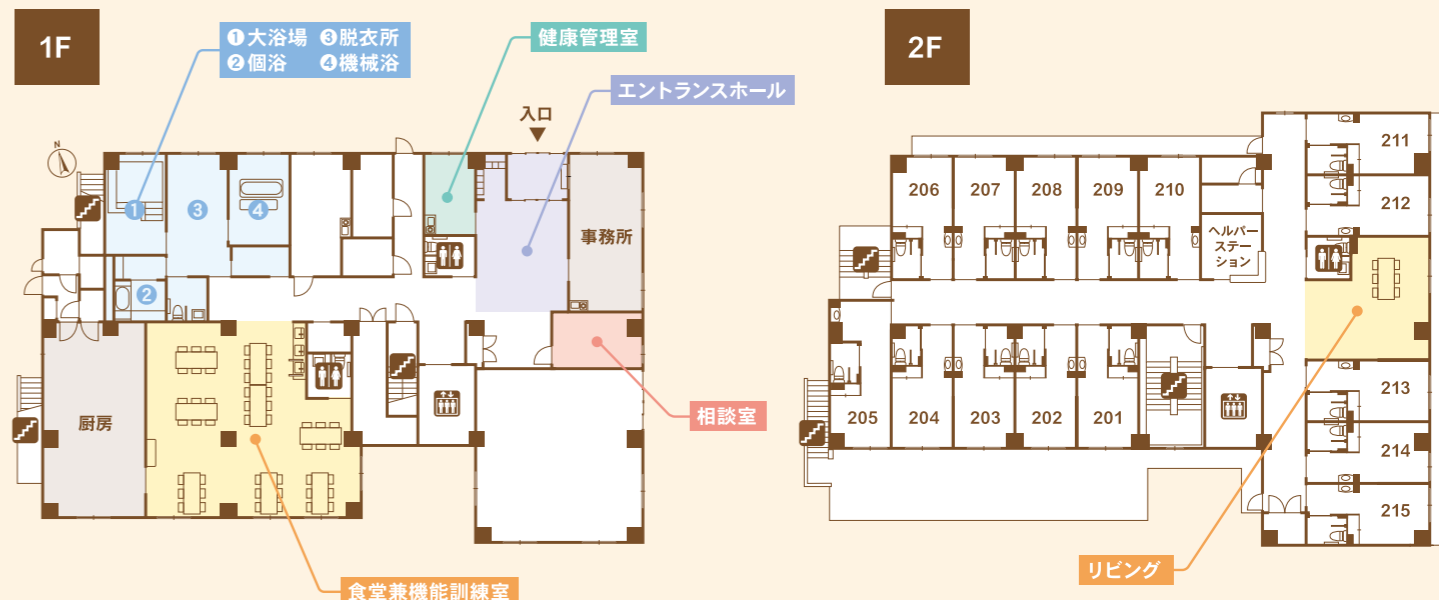 1F
❶大浴場 ❸脱衣所
❷個浴 ❹機械浴
健康管理室
エントランスホール
入口
N
❶
❸
❹
❷
事務所
厨房
相談室
食堂兼機能訓練室
2F
206
207
208
209
210
ヘルパー
ステー
ション
211
212
205
204
203
202
201
213
214
215
リビング